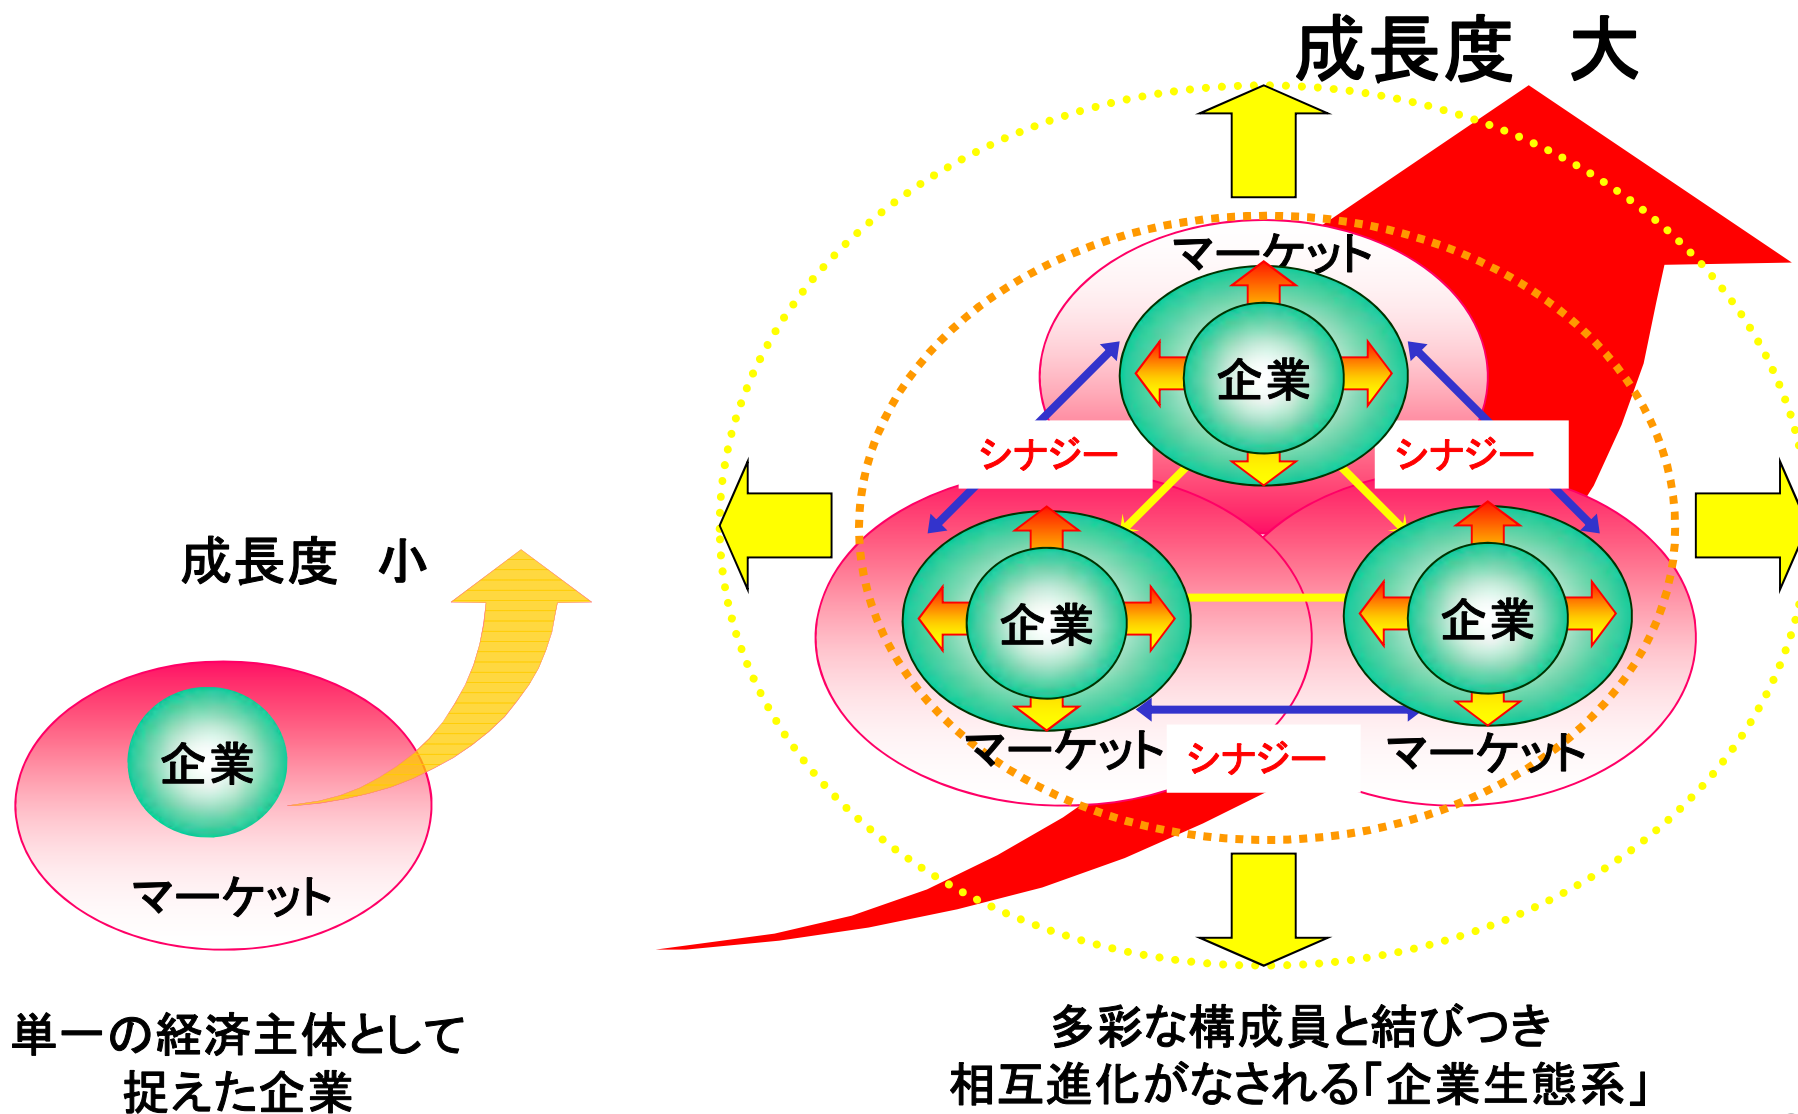 成長度　大
マーケット
企業
シナジー
シナジー
成長度　小
企業
企業
マーケット
シナジー
マーケット
企業
マーケット
単一の経済主体として
捉えた企業
多彩な構成員と結びつき
相互進化がなされる「企業生態系」